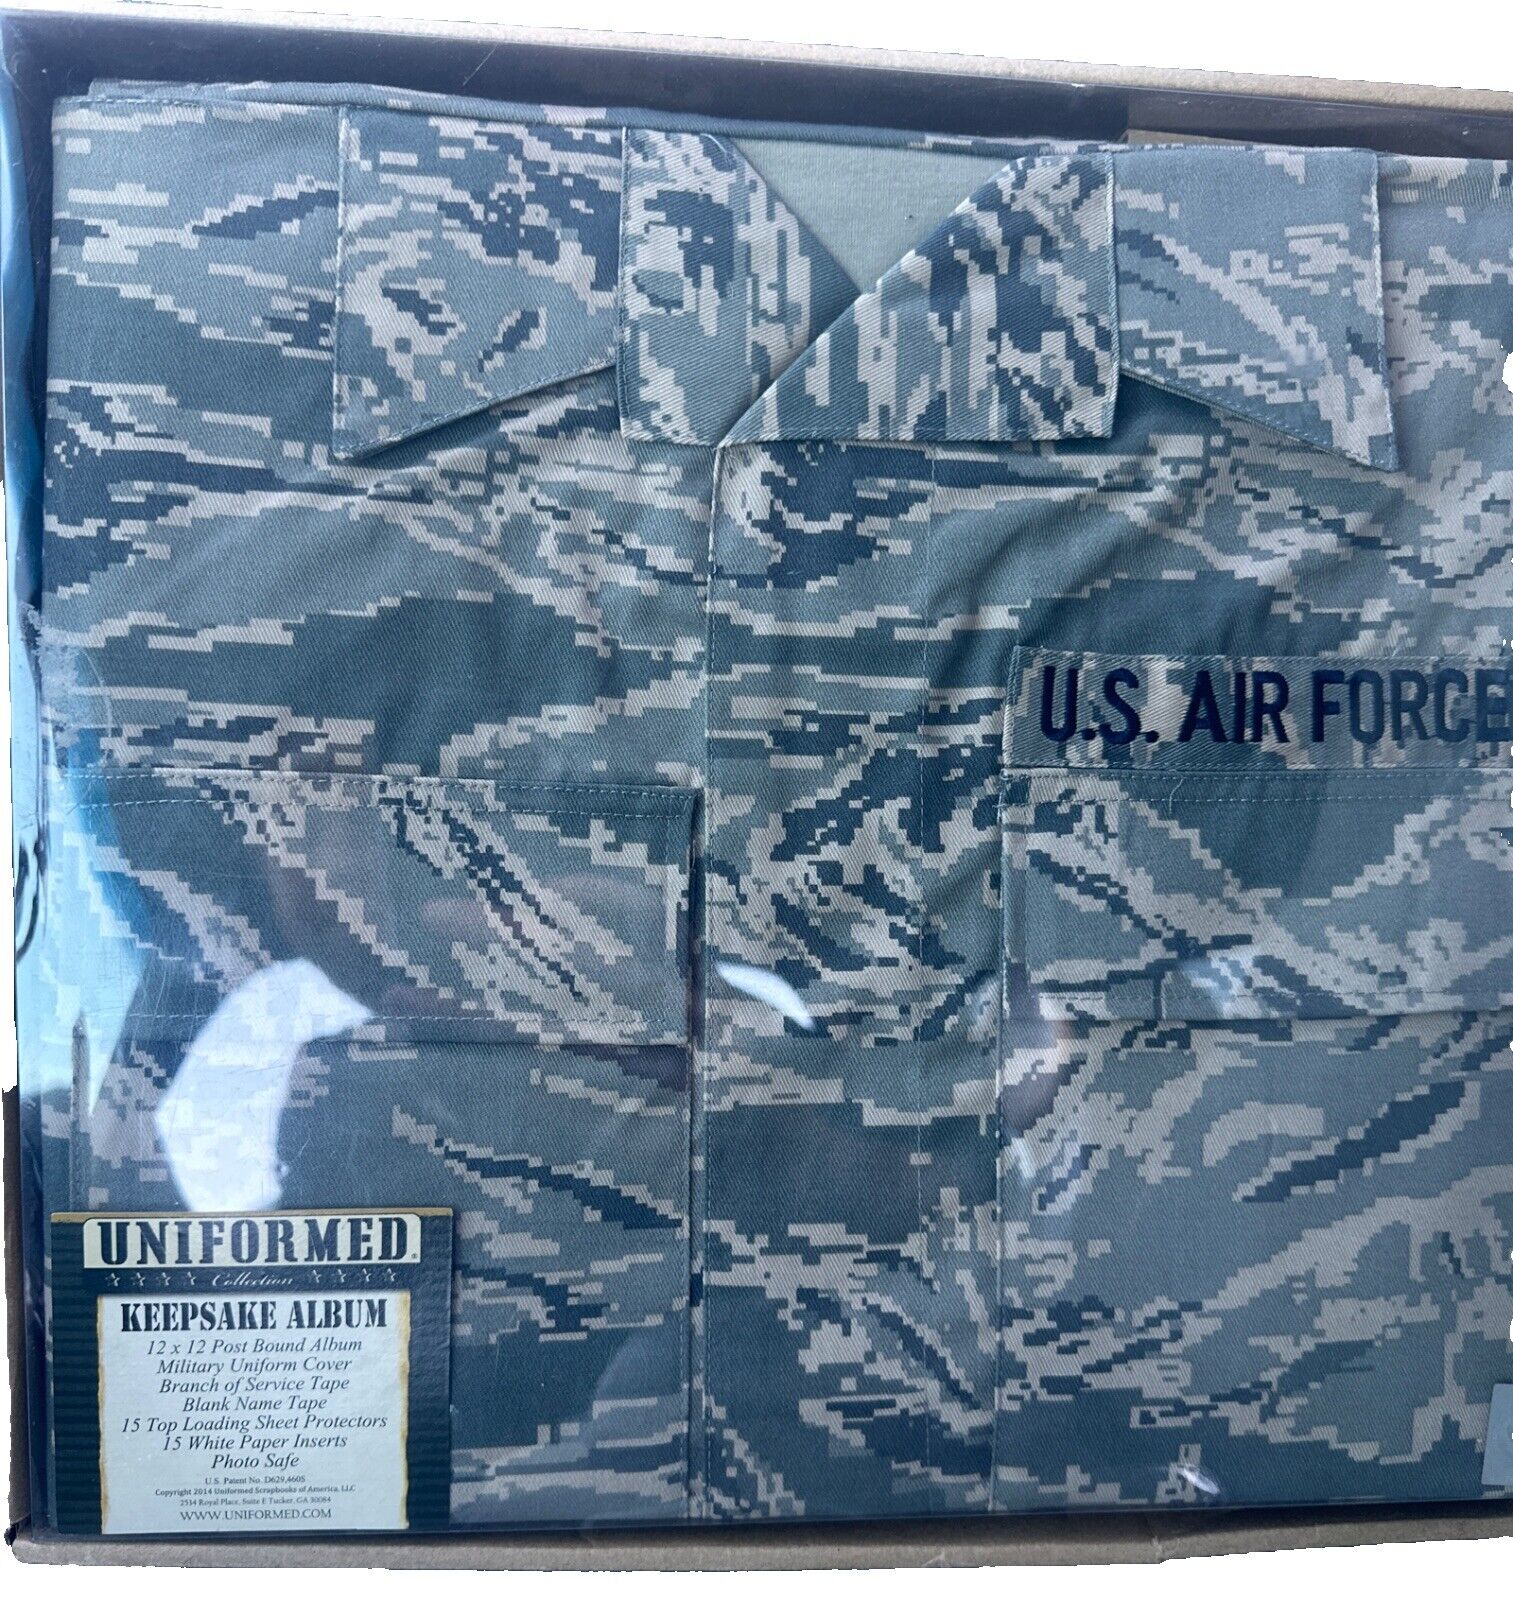 U.S. AIR FORCE
UNIFORMED®
Collection
KEEPSAKE ALBUM
12 x 12 Post Bound Album
Military Uniform Cover
Branch of Service Tape
Blank Name Tape
15 Top Loading Sheet Protectors
15 White Paper Inserts
Photo Safe
U.S. Patent No. D629,460S
Copyright 2014 Uniformed Scrapbooks of America, LLC
2534 Royal Place, Suite E Tucker, GA 30084
WWW.UNIFORMED.COM